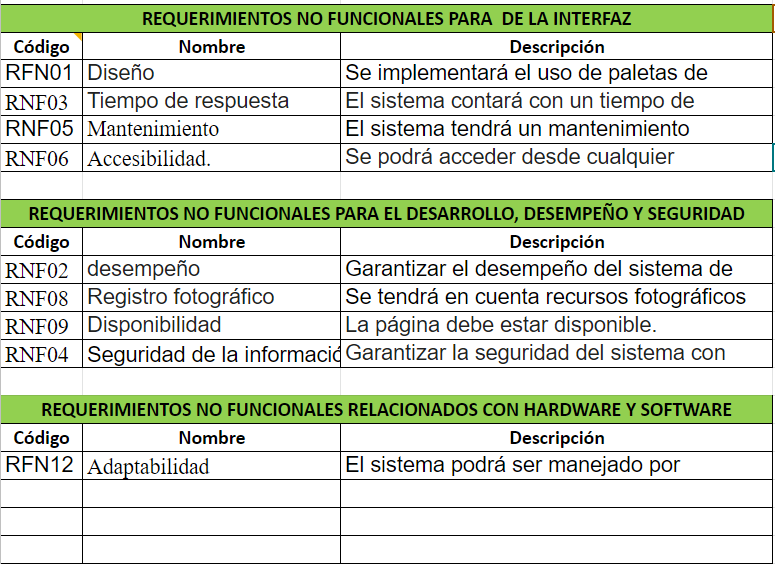 REQUERIMIENTOS NO FUNCIONALES PARA DE LA INTERFAZ
Código Nombre Descripción
RFN01 Diseño Se implementará el uso de paletas de
RNF03 Tiempo de respuesta El sistema contará con un tiempo de
RNF05 Mantenimiento El sistema tendrá un mantenimiento
RNF06 Accesibilidad. Se podrá acceder desde cualquier
REQUERIMIENTOS NO FUNCIONALES PARA EL DESARROLLO, DESEMPEÑO Y SEGURIDAD
Código Nombre Descripción
RNF02 desempeño Garantizar el desempeño del sistema de
RNF08 Registro fotográfico Se tendrá en cuenta recursos fotográficos
RNF09 Disponibilidad La página debe estar disponible.
RNF04 Seguridad de la informació Garantizar la seguridad del sistema con
REQUERIMIENTOS NO FUNCIONALES RELACIONADOS CON HARDWARE Y SOFTWARE
Código Nombre Descripción
RFN12 Adaptabilidad El sistema podrá ser manejado por